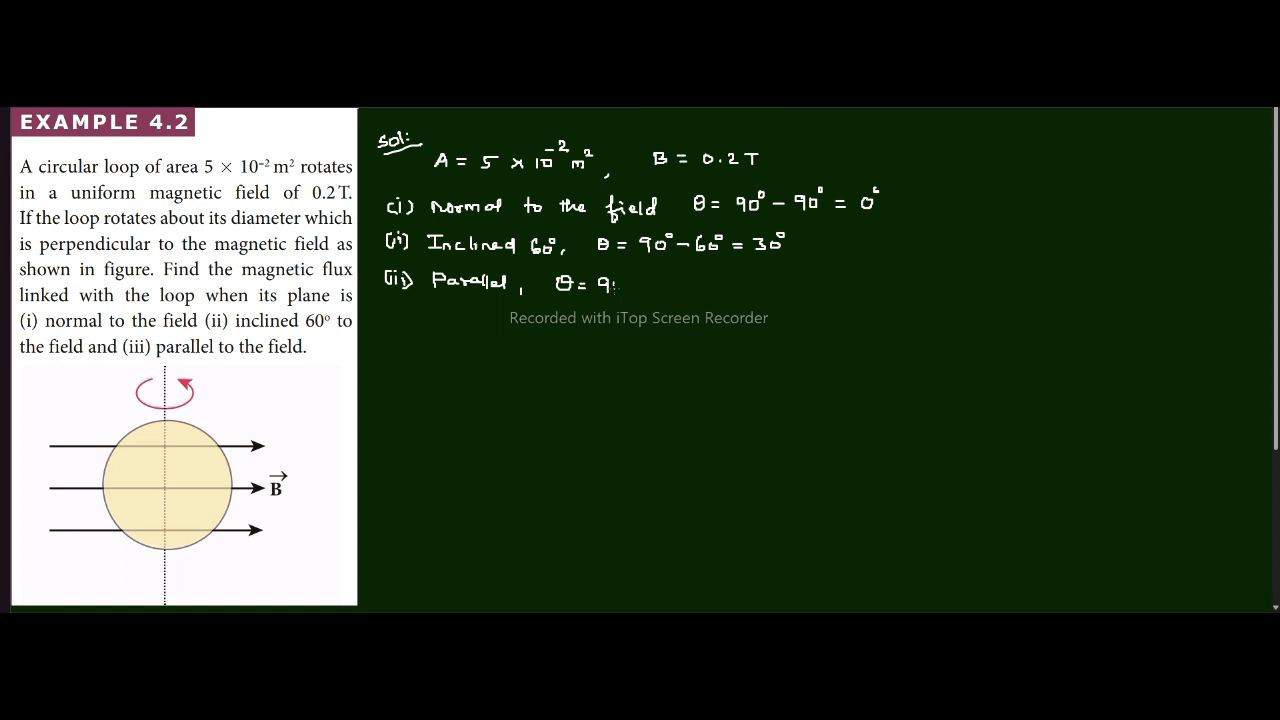 EXAMPLE 4.2
A circular loop of area 5 × 10⁻² m² rotates
in a uniform magnetic field of 0.2 T.
If the loop rotates about its diameter which
is perpendicular to the magnetic field as
shown in figure. Find the magnetic flux
linked with the loop when its plane is
(i) normal to the field (ii) inclined 60° to
the field and (iii) parallel to the field.
B
Sol:
A = 5 × 10⁻² m², B = 0.2 T
(i) Normal to the field θ = 90° − 90° = 0°
(ii) Inclined 60°, θ = 90° − 60° = 30°
(iii) Parallel, θ = 9
Recorded with iTop Screen Recorder